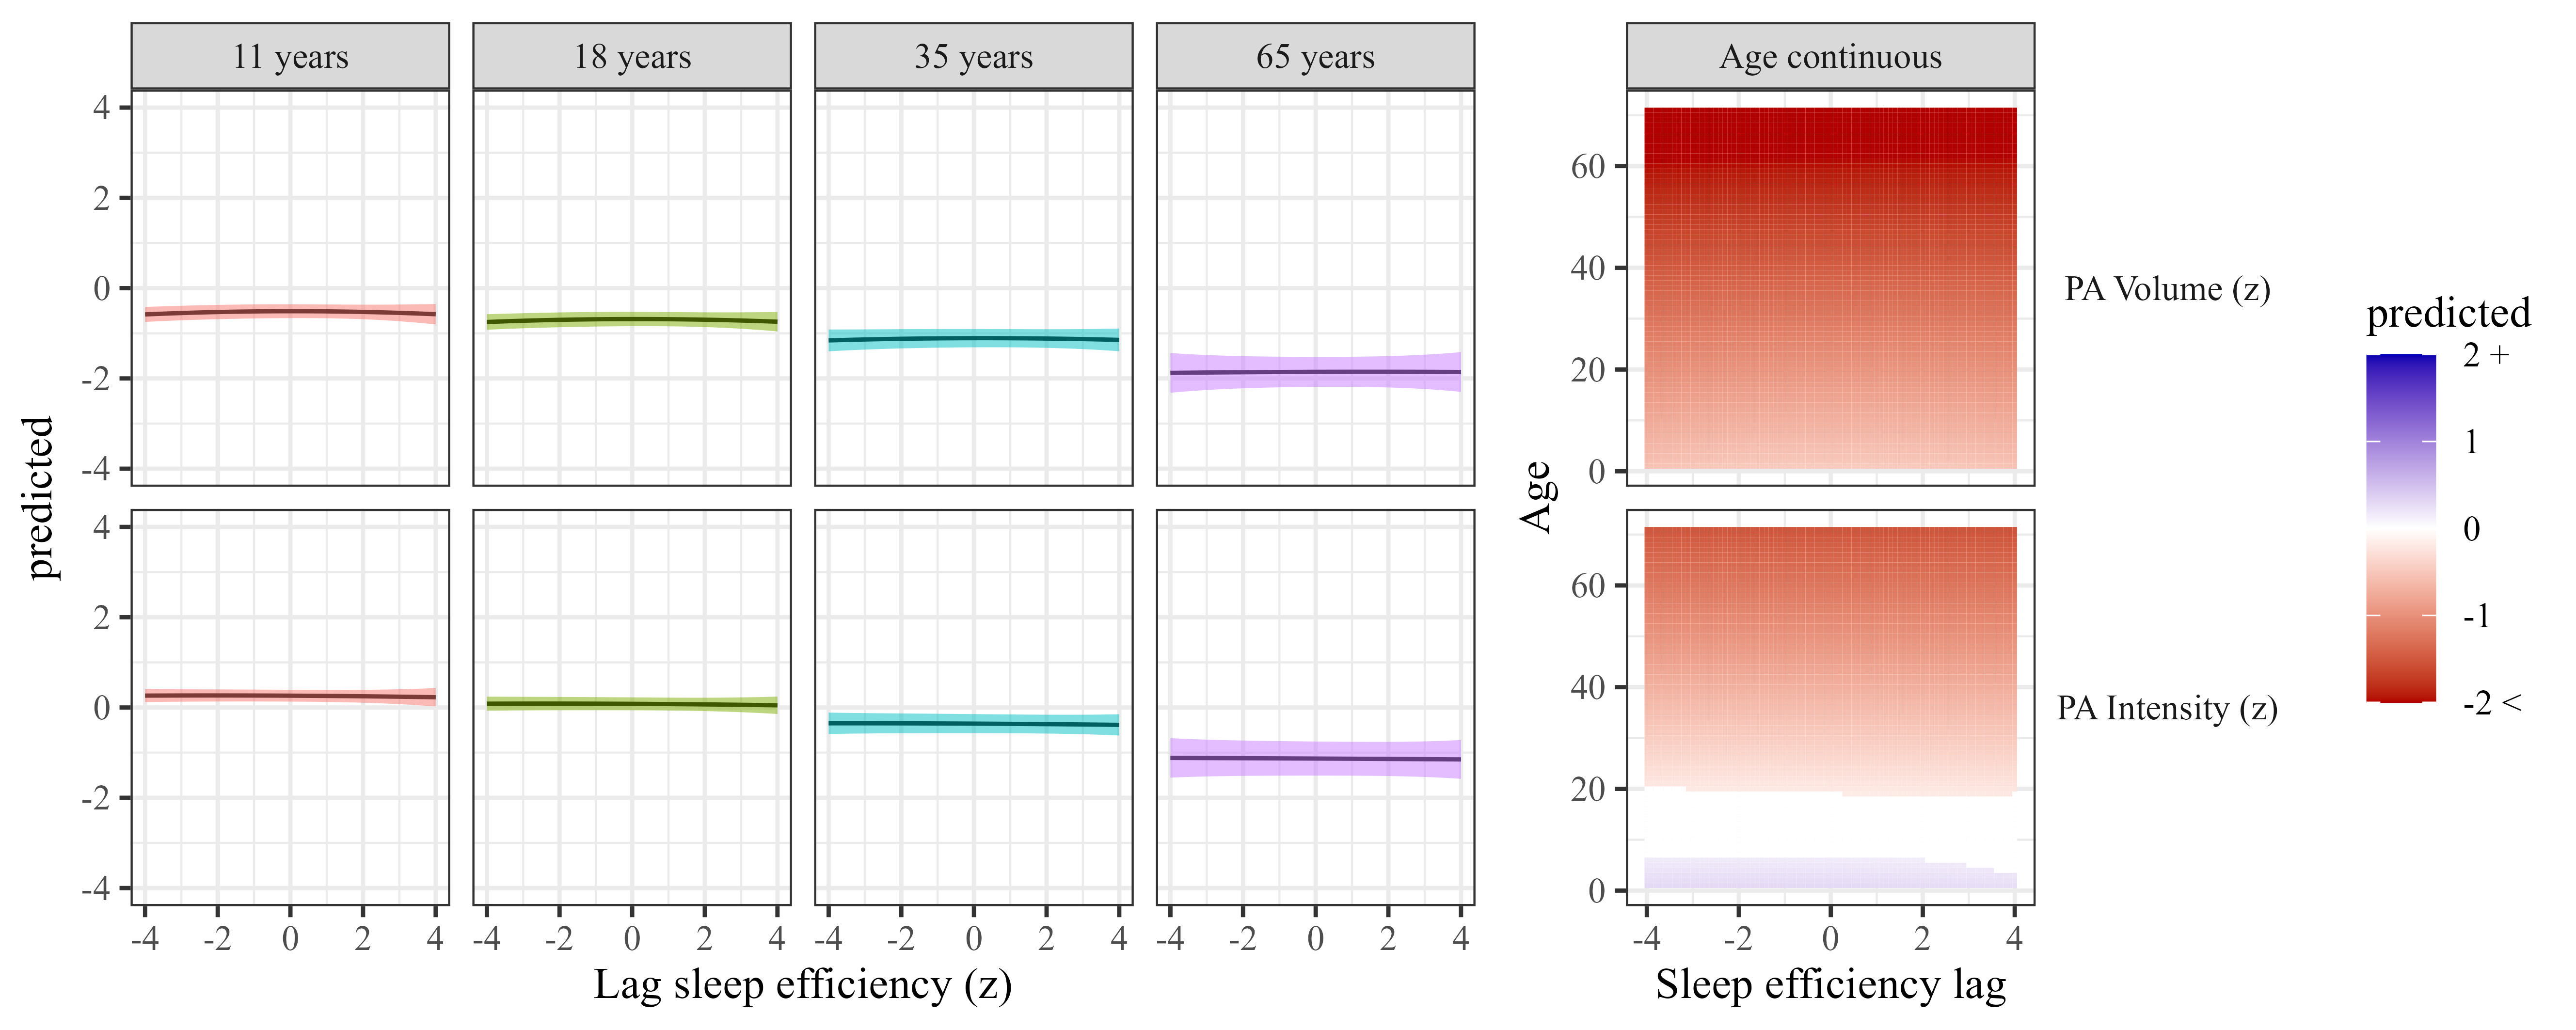 11 years 18 years 35 years 65 years Age continuous
predicted
4
2
0
-2
-4
4
2
0
-2
-4
-4 -2 0 2 4 -4 -2 0 2 4 -4 -2 0 2 4 -4 -2 0 2 4
Lag sleep efficiency (z)
Age
60
40
20
0
60
40
20
0
-4 -2 0 2 4
Sleep efficiency lag
PA Volume (z)
PA Intensity (z)
predicted
2 +
1
0
-1
-2 <